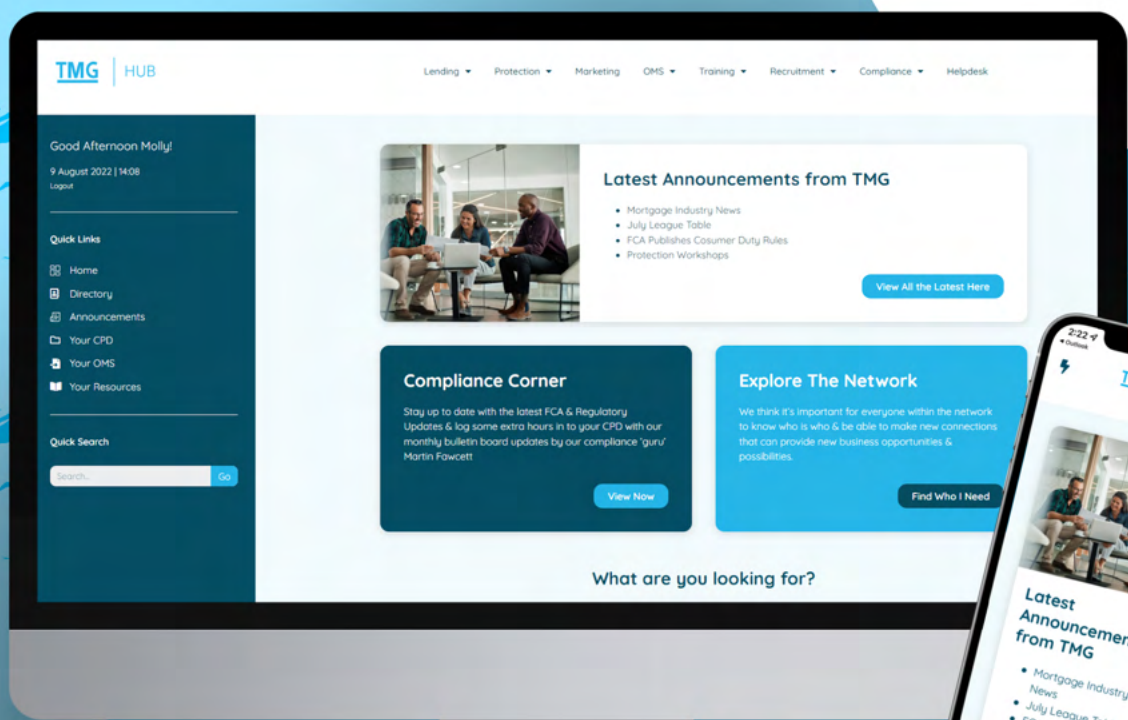 TMG | HUB
Lending Protection Marketing OMS Training Recruitment Compliance Helpdesk
Good Afternoon Molly!
9 August 2022 | 14:08
Logout
Quick Links
Home
Directory
Announcements
Your CPD
Your OMS
Your Resources
Quick Search
Search...
Go
Latest Announcements from TMG
Mortgage Industry News
July League Table
FCA Publishes Cosumer Duty Rules
Protection Workshops
View All the Latest Here
Compliance Corner
Stay up to date with the latest FCA & Regulatory
Updates & log some extra hours in to your CPD with our
monthly bulletin board updates by our compliance 'guru'
Martin Fawcett
View Now
Explore The Network
We think it's important for everyone within the network
to know who is who & be able to make new connections
that can provide new business opportunities &
possibilities.
Find Who I Need
What are you looking for?
2:22
Outlook
Latest
from TMG
Mortgage Industry
News
July League